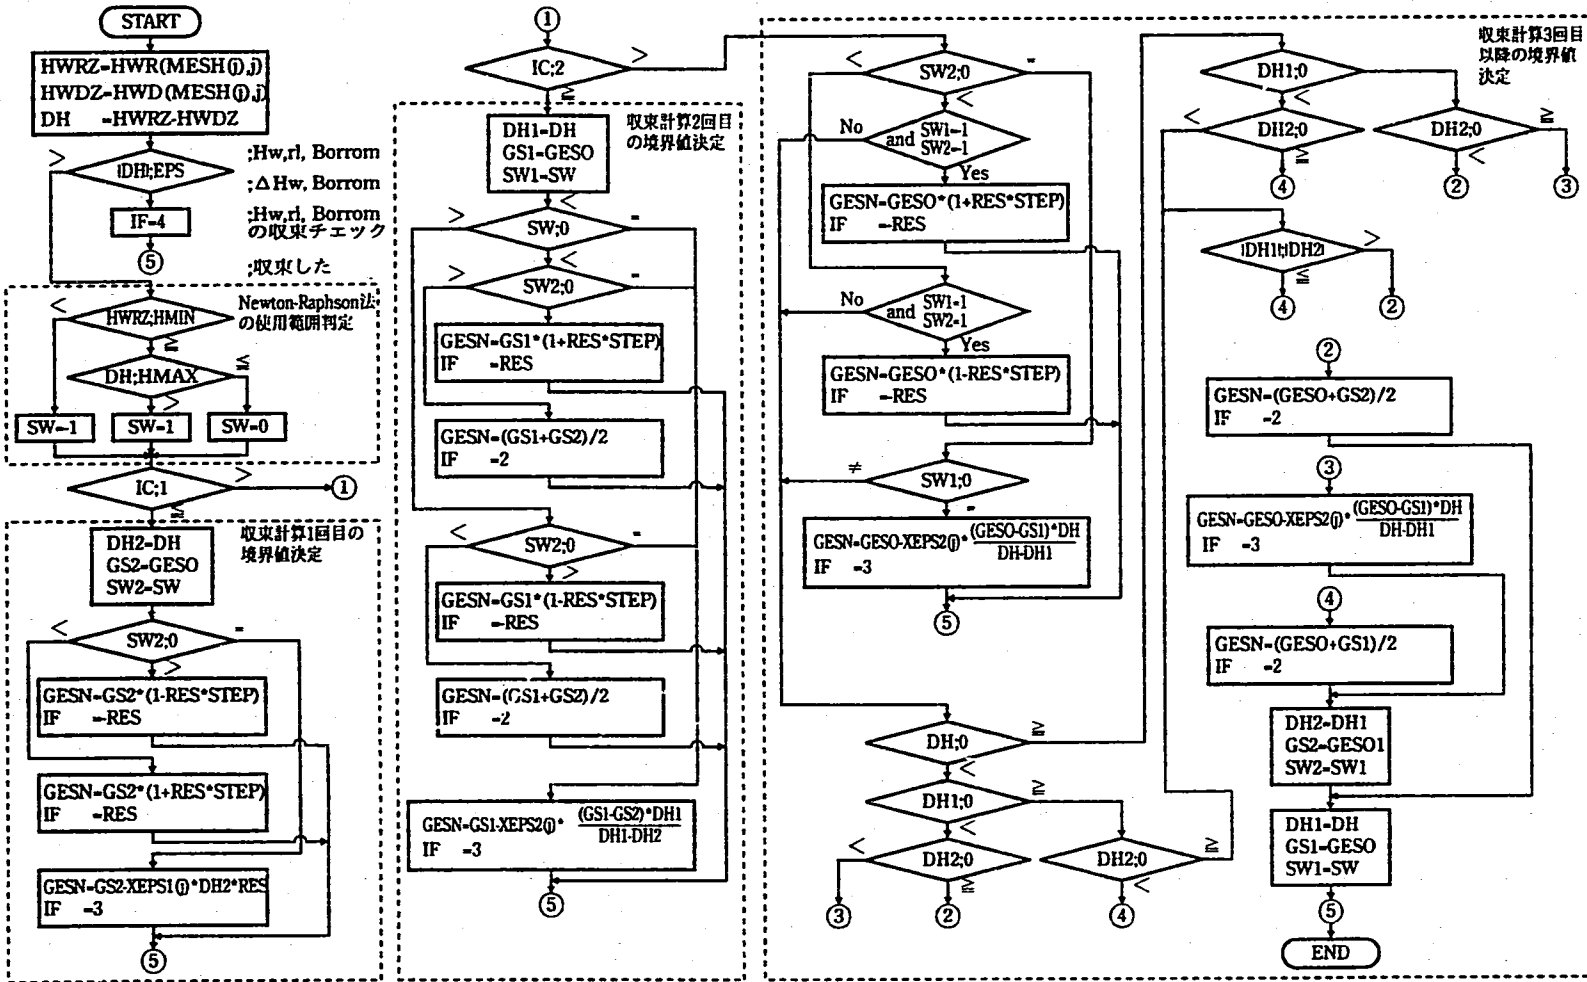 START
HWRZ=HWR(MESH(j),j)
HWDZ=HWD(MESH(j),j)
DH =HWRZ-HWDZ
>
|DH|;EPS
;Hw,rl, Borrom
;ΔHw, Borrom
;Hw,rl, Borrom
の収束チェック
IF=4
⑤
;収束した
Newton-Raphson法
の使用範囲判定
<
HWRZ;HMIN
≧
DH;HMAX
≦
>
SW=-1
SW=1
SW=0
IC;1
>
①
≦
収束計算1回目の
境界値決定
DH2=DH
GS2=GESO
SW2=SW
<
SW2;0
=
>
GESN=GS2*(1-RES*STEP)
IF =-RES
GESN=GS2*(1+RES*STEP)
IF =RES
GESN=GS2-XEPS1(j)*DH2*RES
IF =3
⑤
①
IC;2
>
≦
収束計算2回目
の境界値決定
DH1=DH
GS1=GESO
SW1=SW
<
>
SW;0
=
<
>
SW2;0
=
GESN=GS1*(1+RES*STEP)
IF =RES
GESN=(GS1+GS2)/2
IF =2
<
SW2;0
=
>
GESN=GS1*(1-RES*STEP)
IF =-RES
GESN=(GS1+GS2)/2
IF =2
GESN=GS1-XEPS2(j)* (GS1-GS2)*DH1
DH1-DH2
IF =3
⑤
収束計算3回目
以降の境界値
決定
<
SW2;0
=
<
No
and SW1=-1
SW2=-1
Yes
GESN=GESO*(1+RES*STEP)
IF =-RES
No
and SW1=1
SW2=1
Yes
GESN=GESO*(1-RES*STEP)
IF =-RES
≠
SW1;0
=
GESN=GESO-XEPS2(j)* (GESO-GS1)*DH
DH-DH1
IF =3
⑤
DH;0
≧
<
DH1;0
≧
<
<
DH2;0
≧
DH2;0
≧
<
③
②
④
DH1;0
<
<
DH2;0
≧
DH2;0
≧
<
④
②
③
|DH1|;|DH2|
>
≦
④
②
②
GESN=(GESO+GS2)/2
IF =2
③
GESN=GESO-XEPS2(j)* (GESO-GS1)*DH
DH-DH1
IF =3
④
GESN=(GESO+GS1)/2
IF =2
DH2=DH1
GS2=GESO1
SW2=SW1
DH1=DH
GS1=GESO
SW1=SW
⑤
END